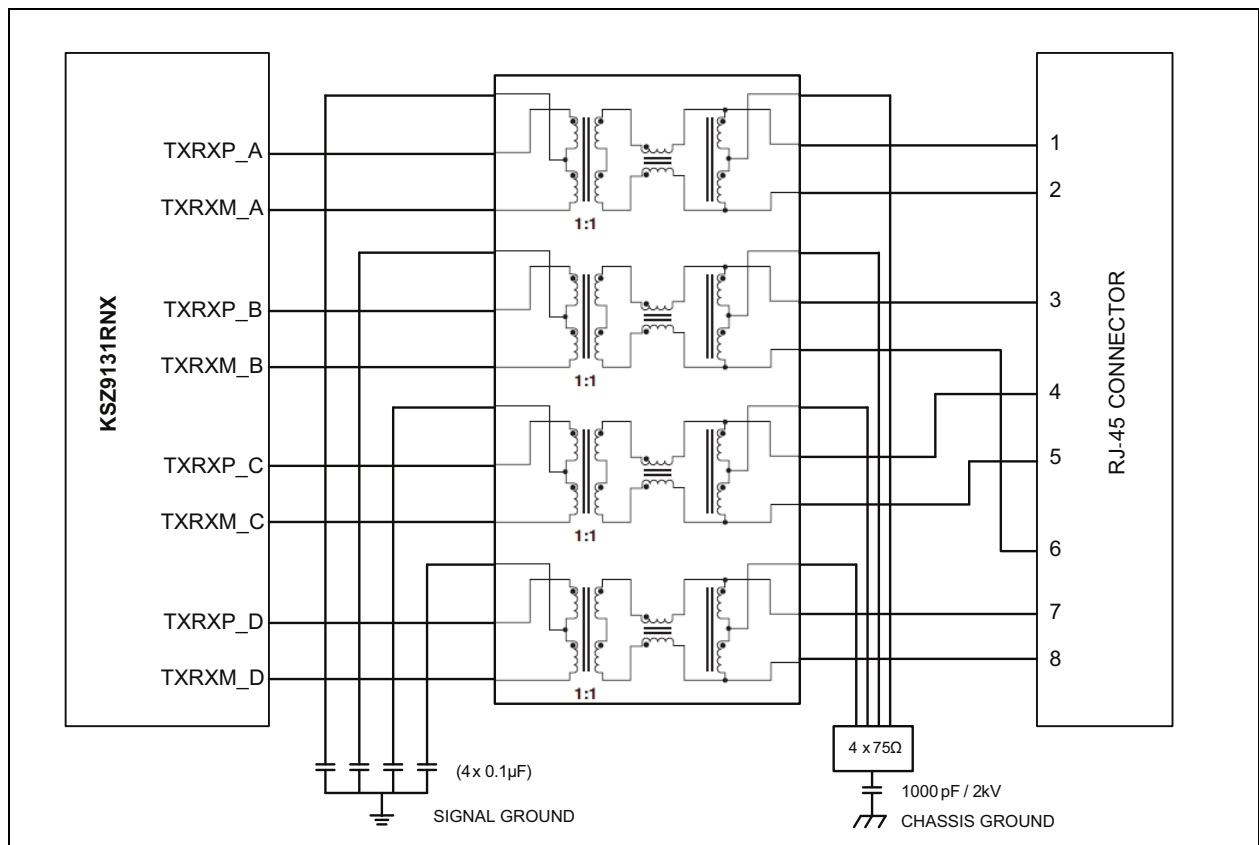 KSZ9131RNX
TXRXP_A
TXRXM_A
TXRXP_B
TXRXM_B
TXRXP_C
TXRXM_C
TXRXP_D
TXRXM_D
1:1
1:1
1:1
1:1
1
2
3
4
5
6
7
8
RJ-45 CONNECTOR
(4x 0.1µF)
SIGNAL GROUND
4 x 75Ω
1000 pF / 2kV
CHASSIS GROUND